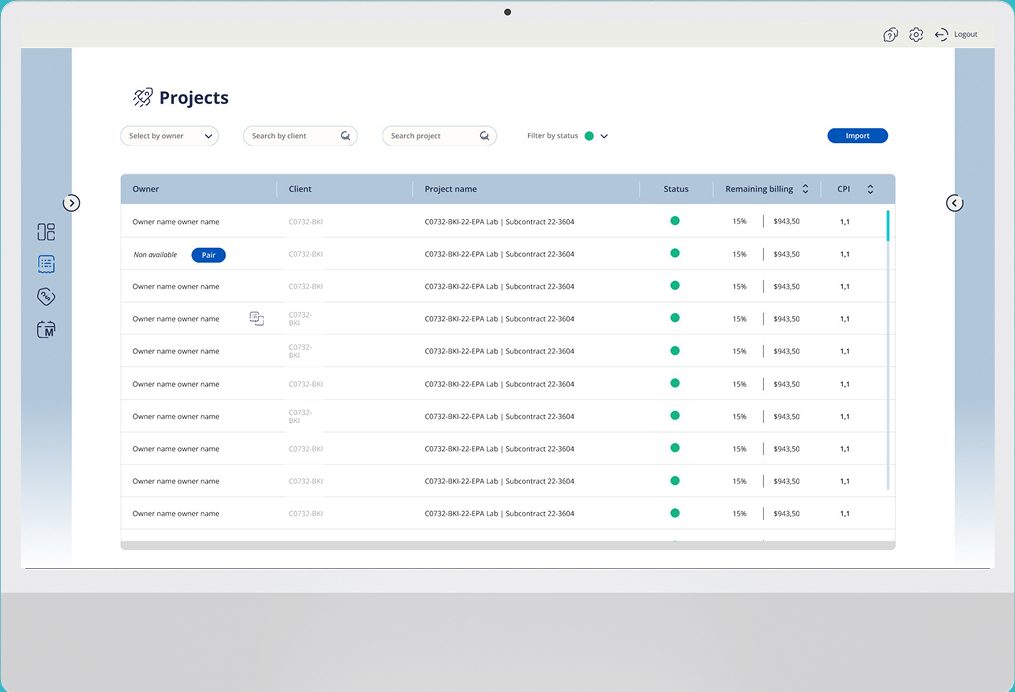 Logout
Projects
Select by owner Search by client Search project Filter by status Import
Owner Client Project name Status Remaining billing CPI
Owner name owner name C0732-BKI C0732-BKI-22-EPA Lab | Subcontract 22-3604 15% $943,50 1,1
Non available Pair C0732-BKI C0732-BKI-22-EPA Lab | Subcontract 22-3604 15% $943,50 1,1
Owner name owner name C0732-BKI C0732-BKI-22-EPA Lab | Subcontract 22-3604 15% $943,50 1,1
Owner name owner name C0732-
BKI C0732-BKI-22-EPA Lab | Subcontract 22-3604 15% $943,50 1,1
Owner name owner name C0732-
BKI C0732-BKI-22-EPA Lab | Subcontract 22-3604 15% $943,50 1,1
M
Owner name owner name C0732-BKI C0732-BKI-22-EPA Lab | Subcontract 22-3604 15% $943,50 1,1
Owner name owner name C0732-
BKI C0732-BKI-22-EPA Lab | Subcontract 22-3604 15% $943,50 1,1
Owner name owner name C0732-BKI C0732-BKI-22-EPA Lab | Subcontract 22-3604 15% $943,50 1,1
Owner name owner name C0732-BKI C0732-BKI-22-EPA Lab | Subcontract 22-3604 15% $943,50 1,1
Owner name owner name C0732-BKI C0732-BKI-22-EPA Lab | Subcontract 22-3604 15% $943,50 1,1